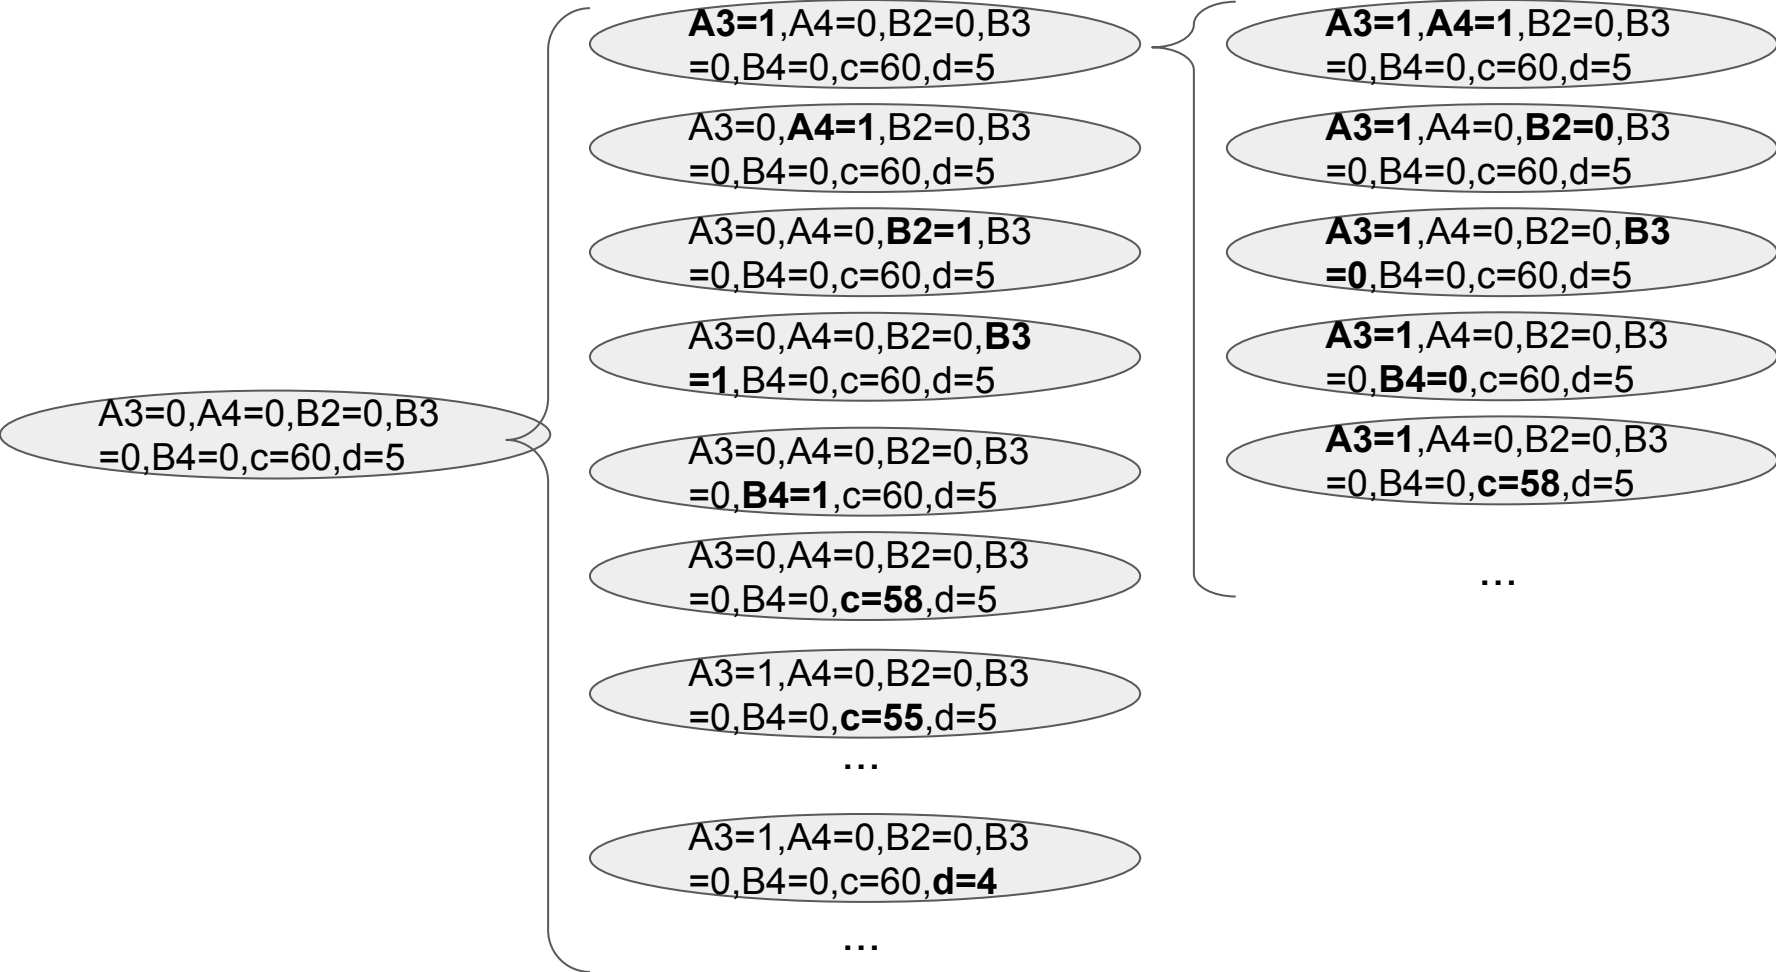 A3=0,A4=0,B2=0,B3
=0,B4=0,c=60,d=5
A3=1,A4=0,B2=0,B3
=0,B4=0,c=60,d=5
A3=0,A4=1,B2=0,B3
=0,B4=0,c=60,d=5
A3=0,A4=0,B2=1,B3
=0,B4=0,c=60,d=5
A3=0,A4=0,B2=0,B3
=1,B4=0,c=60,d=5
A3=0,A4=0,B2=0,B3
=0,B4=1,c=60,d=5
A3=0,A4=0,B2=0,B3
=0,B4=0,c=58,d=5
A3=1,A4=0,B2=0,B3
=0,B4=0,c=55,d=5
...
A3=1,A4=0,B2=0,B3
=0,B4=0,c=60,d=4
...
A3=1,A4=1,B2=0,B3
=0,B4=0,c=60,d=5
A3=1,A4=0,B2=0,B3
=0,B4=0,c=60,d=5
A3=1,A4=0,B2=0,B3
=0,B4=0,c=60,d=5
A3=1,A4=0,B2=0,B3
=0,B4=0,c=60,d=5
A3=1,A4=0,B2=0,B3
=0,B4=0,c=58,d=5
...